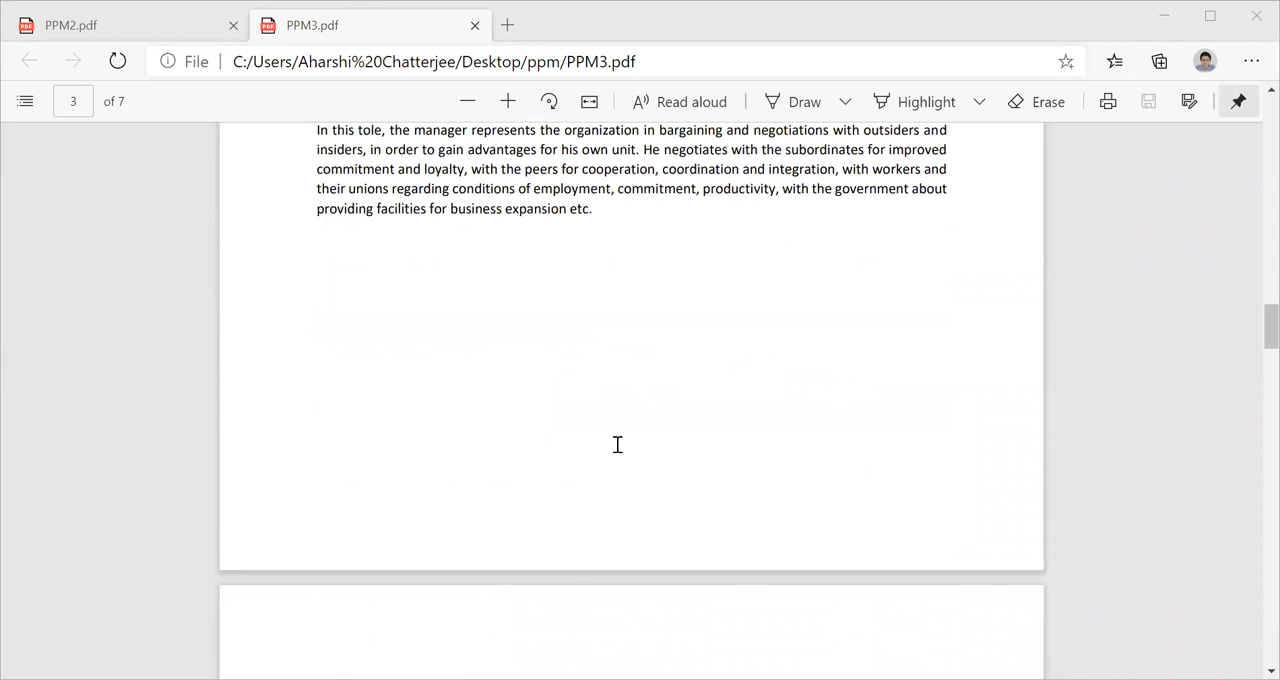 PPM2.pdf
PPM3.pdf
File
C:/Users/Aharshi%20Chatterjee/Desktop/ppm/PPM3.pdf
3 of 7
Read aloud
Draw
Highlight
Erase
In this tole, the manager represents the organization in bargaining and negotiations with outsiders and
insiders, in order to gain advantages for his own unit. He negotiates with the subordinates for improved
commitment and loyalty, with the peers for cooperation, coordination and integration, with workers and
their unions regarding conditions of employment, commitment, productivity, with the government about
providing facilities for business expansion etc.